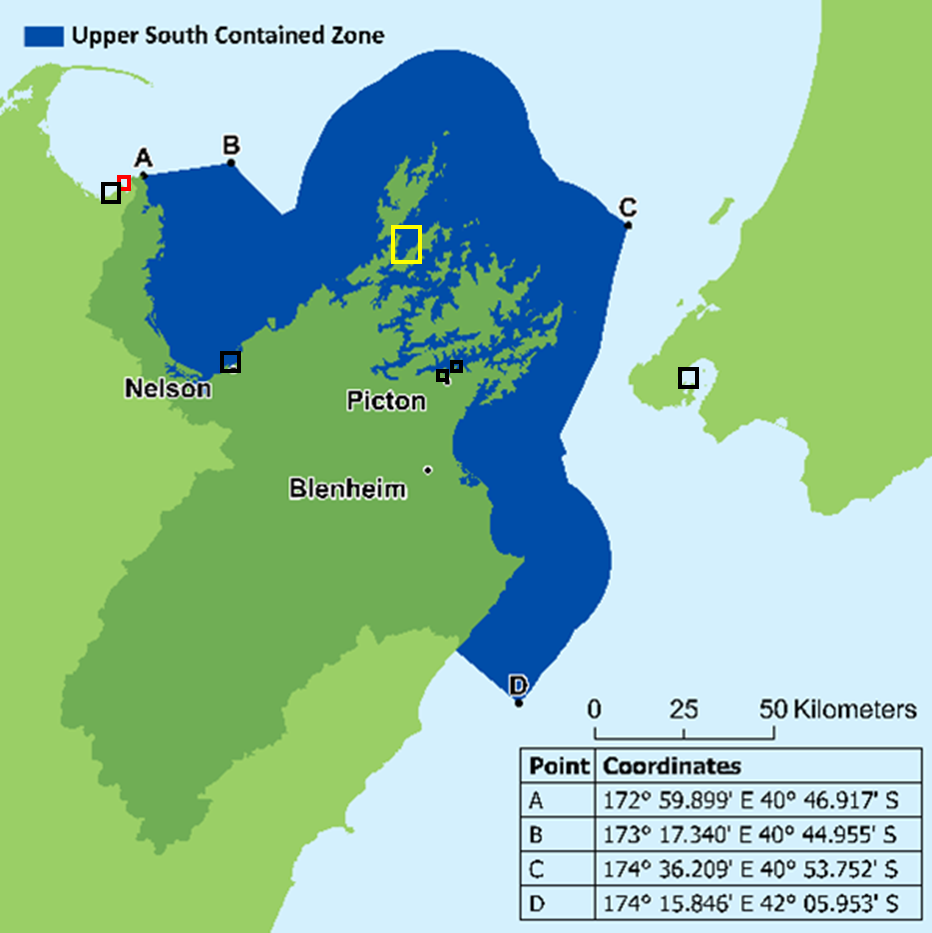 Upper South Contained Zone
A
B
C
Nelson
Picton
Blenheim
D
0 25 50 Kilometers
Point Coordinates
A 172° 59.899' E 40° 46.917' S
B 173° 17.340' E 40° 44.955' S
C 174° 36.209' E 40° 53.752' S
D 174° 15.846' E 42° 05.953' S